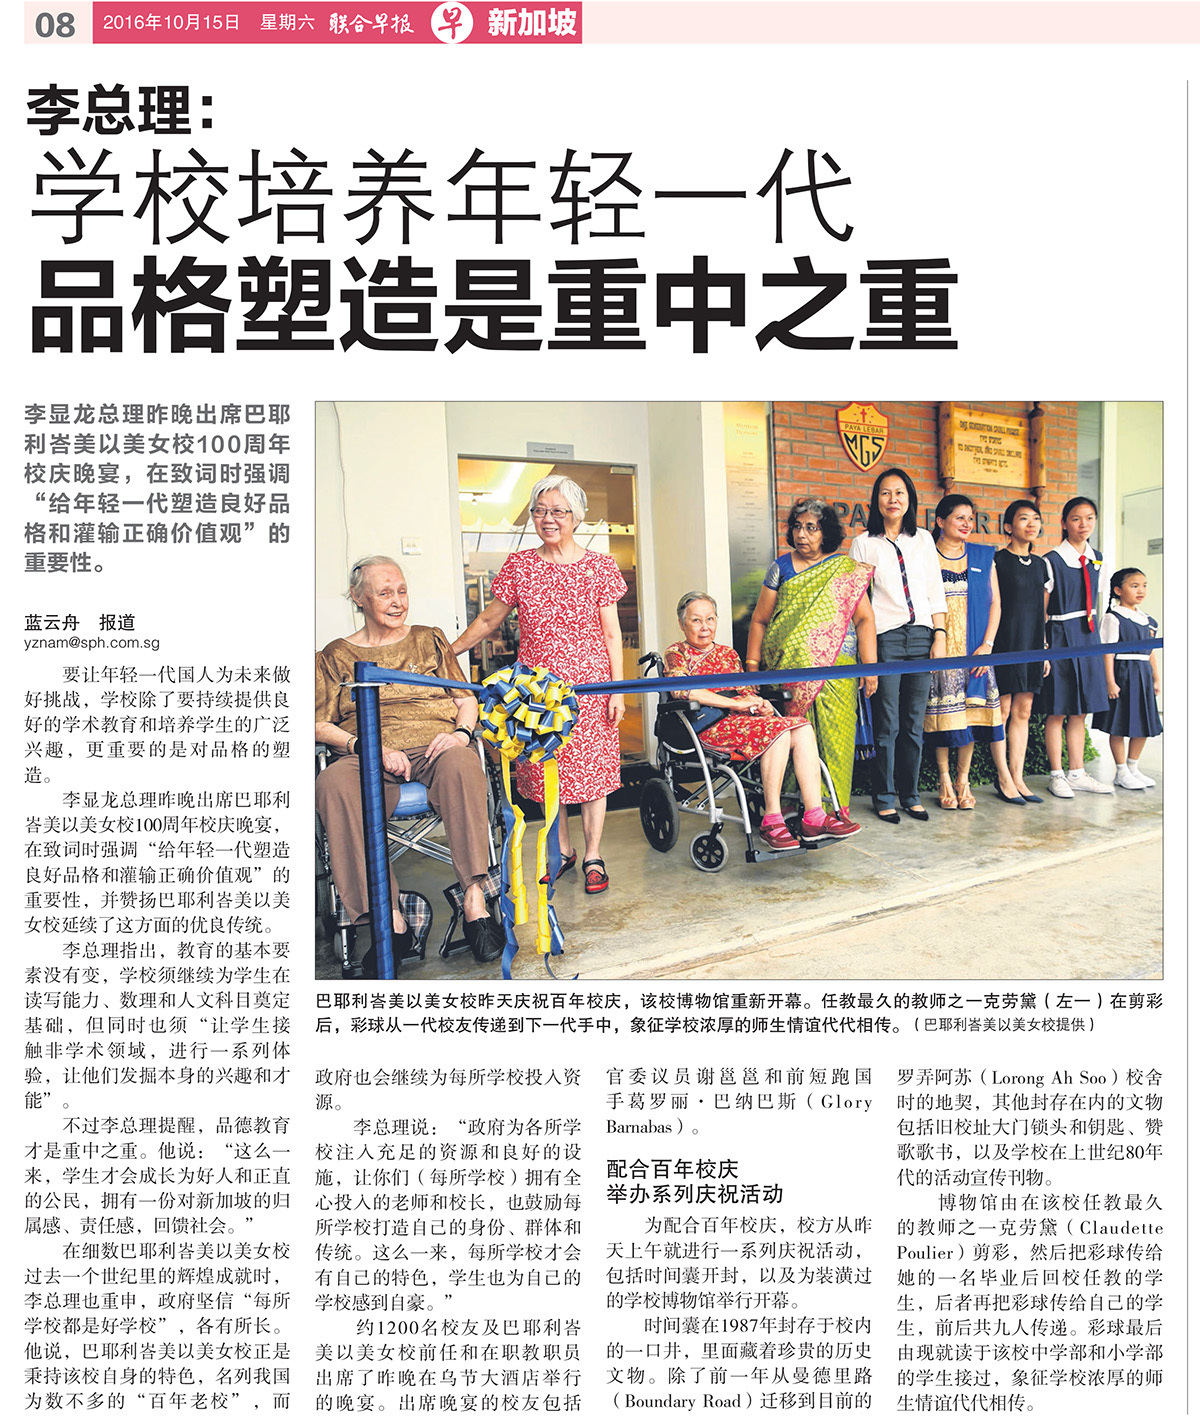 08
2016年10月15日 星期六 联合早报 早 新加坡
李总理：
学校培养年轻一代
品格塑造是重中之重
李显龙总理昨晚出席巴耶
利峇美以美女校100周年
校庆晚宴，在致词时强调
“给年轻一代塑造良好品
格和灌输正确价值观”的
重要性。
蓝云舟 报道
yznam@sph.com.sg
要让年轻一代国人为未来做
好挑战，学校除了要持续提供良
好的学术教育和培养学生的广泛
兴趣，更重要的是对品格的塑
造。
李显龙总理昨晚出席巴耶利
峇美以美女校100周年校庆晚宴，
在致词时强调“给年轻一代塑造
良好品格和灌输正确价值观”的
重要性，并赞扬巴耶利峇美以美
女校延续了这方面的优良传统。
李总理指出，教育的基本要
素没有变，学校须继续为学生在
读写能力、数理和人文科目奠定
基础，但同时也须“让学生接
触非学术领域，进行一系列体
验，让他们发掘本身的兴趣和才
能”。
不过李总理提醒，品德教育
才是重中之重。他说：“这么一
来，学生才会成长为好人和正直
的公民，拥有一份对新加坡的归
属感、责任感，回馈社会。”
在细数巴耶利峇美以美女校
过去一个世纪里的辉煌成就时，
李总理也重申，政府坚信“每所
学校都是好学校”，各有所长。
他说，巴耶利峇美以美女校正是
秉持该校自身的特色，名列我国
为数不多的“百年老校”，而
PAYA LEBAR
MGS
ONE GENERATION SHALL PRAISE
THY WORKS
TO ANOTHER, AND SHALL DECLARE
THY MIGHTY ACTS.
巴耶利峇美以美女校昨天庆祝百年校庆，该校博物馆重新开幕。任教最久的教师之一克劳黛（左一）在剪彩
后，彩球从一代校友传递到下一代手中，象征学校浓厚的师生情谊代代相传。（巴耶利峇美以美女校提供）
政府也会继续为每所学校投入资
源。
李总理说：“政府为各所学
校注入充足的资源和良好的设
施，让你们（每所学校）拥有全
心投入的老师和校长，也鼓励每
所学校打造自己的身份、群体和
传统。这么一来，每所学校才会
有自己的特色，学生也为自己的
学校感到自豪。”
约1200名校友及巴耶利峇
美以美女校前任和在职教职员
出席了昨晚在乌节大酒店举行
的晚宴。出席晚宴的校友包括
官委议员谢邕邕和前短跑国
手葛罗丽·巴纳巴斯（Glory
Barnabas）。
配合百年校庆
举办系列庆祝活动
为配合百年校庆，校方从昨
天上午就进行一系列庆祝活动，
包括时间囊开封，以及为装潢过
的学校博物馆举行开幕。
时间囊在1987年封存于校内
的一口井，里面藏着珍贵的历史
文物。除了前一年从曼德里路
（Boundary Road）迁移到目前的
罗弄阿苏（Lorong Ah Soo）校舍
时的地契，其他封存在内的文物
包括旧校址大门锁头和钥匙、赞
歌歌书，以及学校在上世纪80年
代的活动宣传刊物。
博物馆由在该校任教最久
的教师之一克劳黛（Claudette
Poulier）剪彩，然后把彩球传给
她的一名毕业后回校任教的学
生，后者再把彩球传给自己的学
生，前后共九人传递。彩球最后
由现就读于该校中学部和小学部
的学生接过，象征学校浓厚的师
生情谊代代相传。